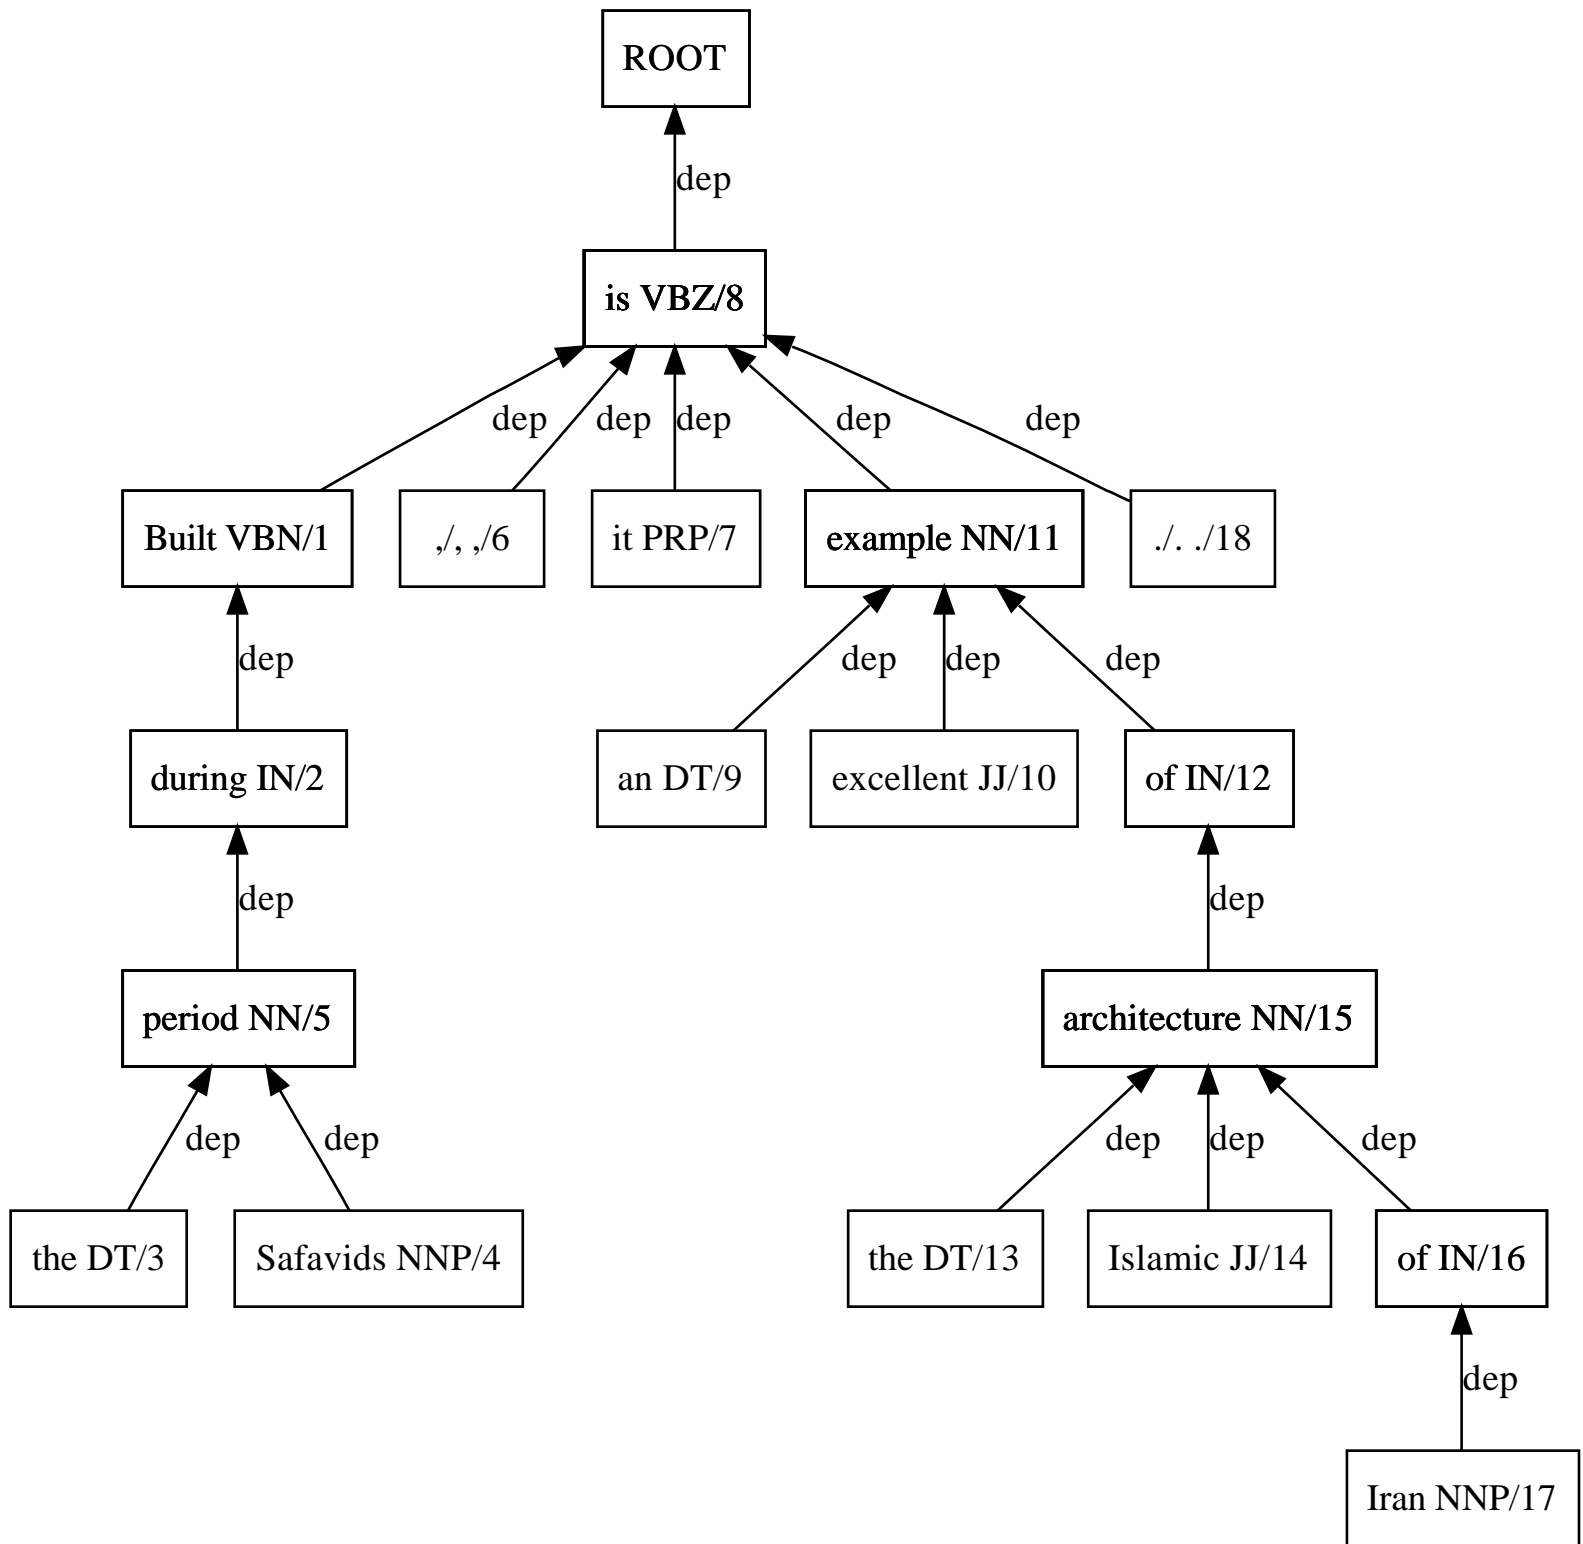 ROOT
dep
is VBZ/8
dep dep dep dep dep
Built VBN/1 ,/, ,/6 it PRP/7 example NN/11 ./. ./18
dep dep dep dep
during IN/2 an DT/9 excellent JJ/10 of IN/12
dep dep
period NN/5 architecture NN/15
dep dep dep dep dep
the DT/3 Safavids NNP/4 the DT/13 Islamic JJ/14 of IN/16
dep
Iran NNP/17